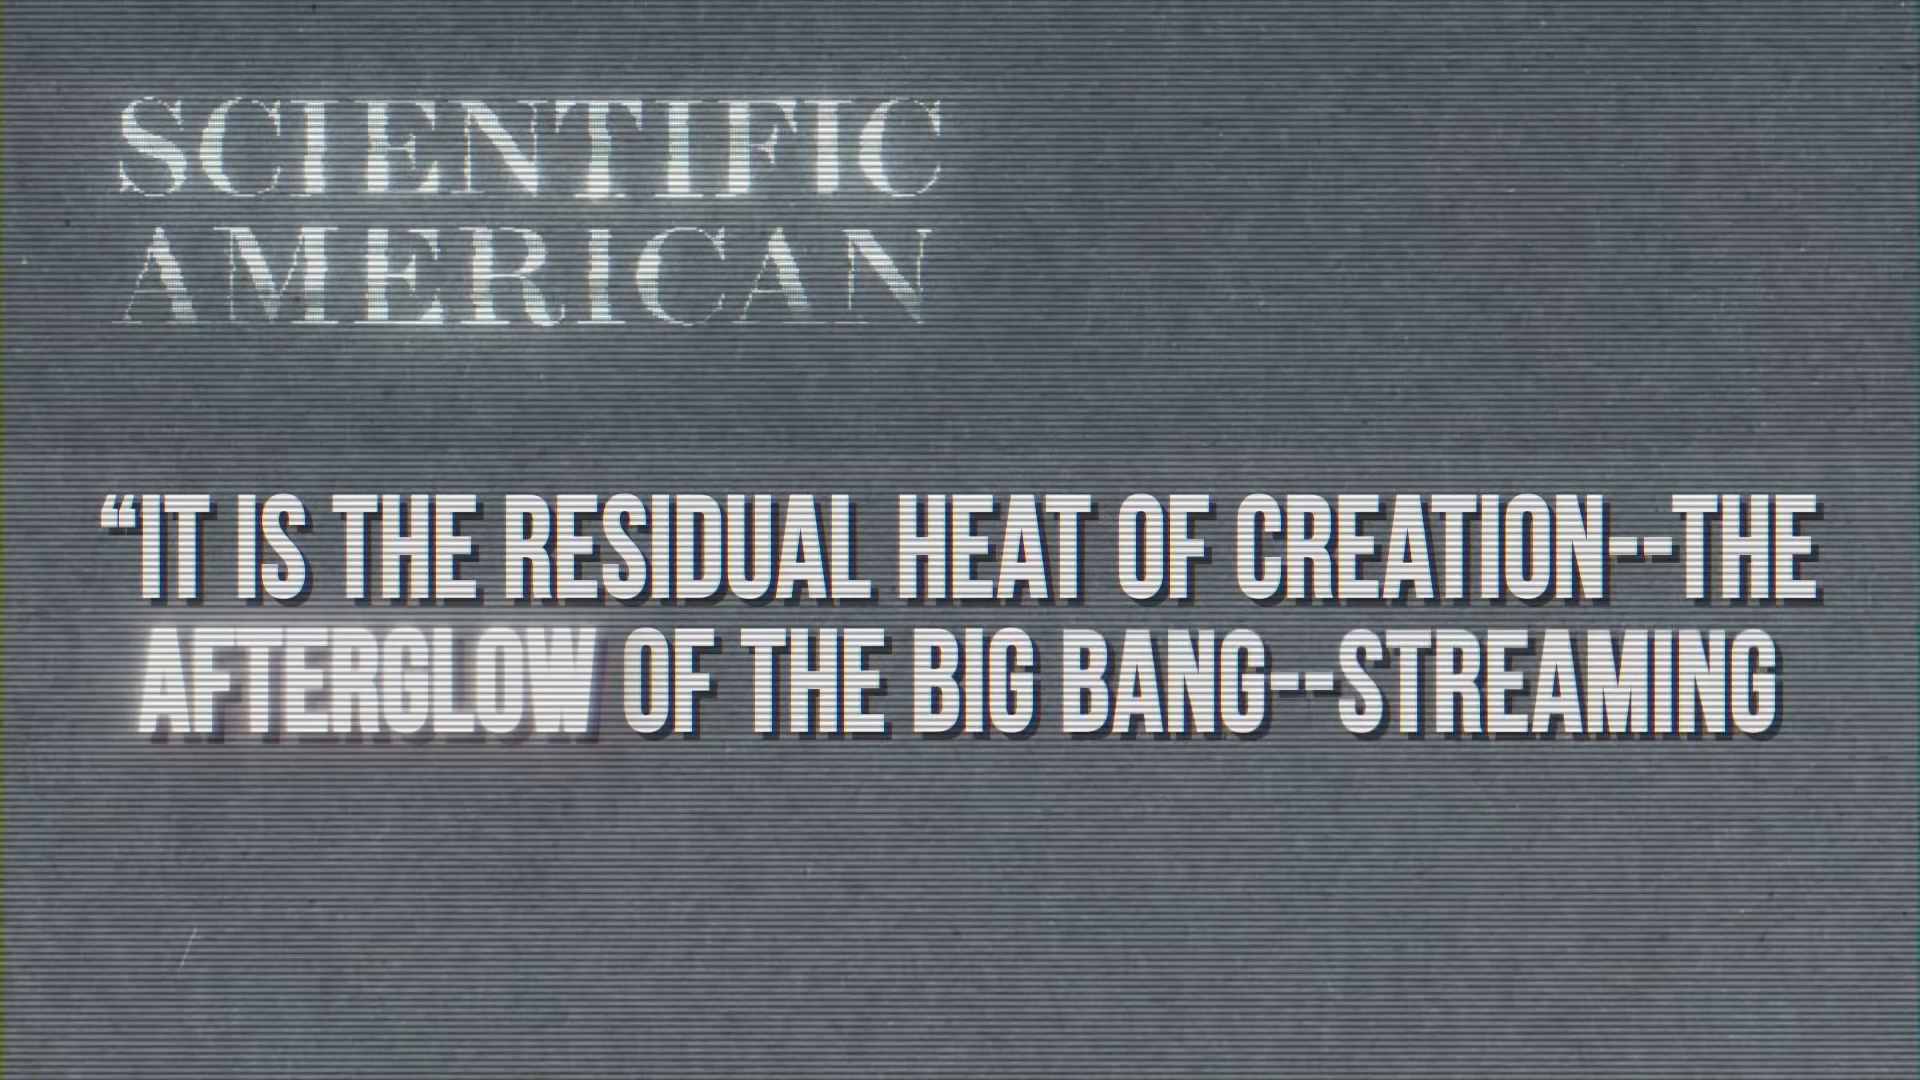 SCIENTIFIC
AMERICAN
“IT IS THE RESIDUAL HEAT OF CREATION--THE
AFTERGLOW OF THE BIG BANG--STREAMING